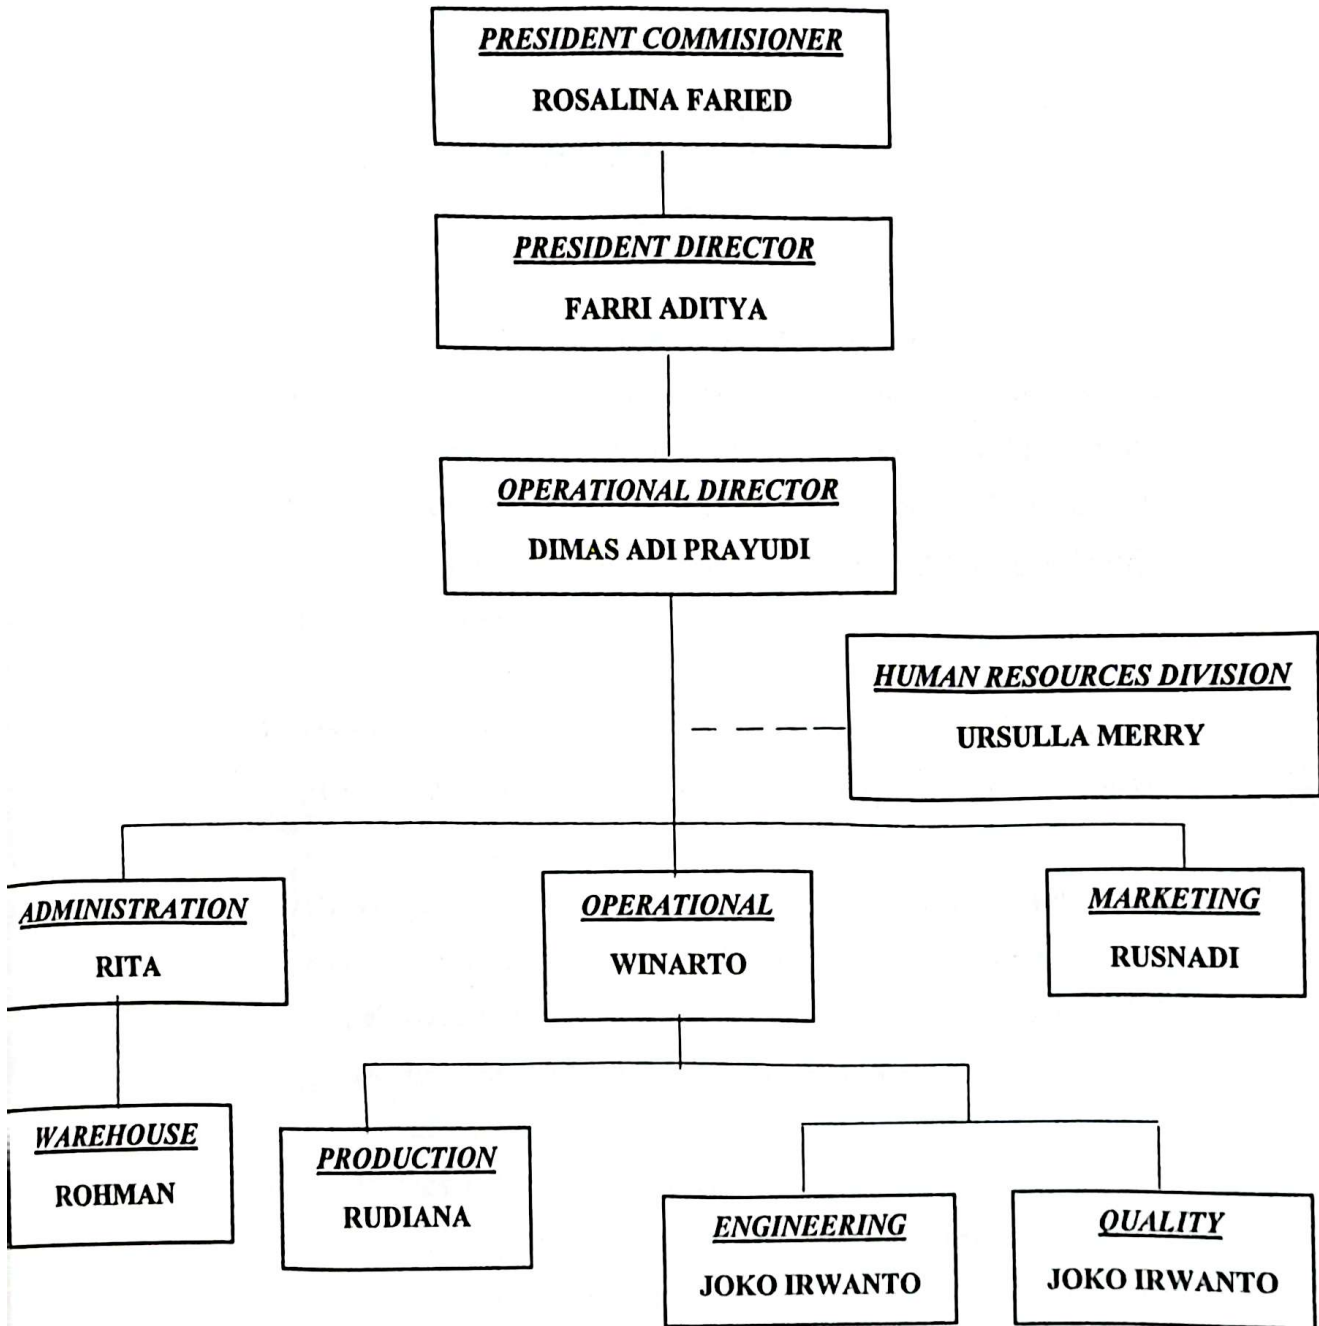 PRESIDENT COMMISIONER
ROSALINA FARIED
PRESIDENT DIRECTOR
FARRI ADITYA
OPERATIONAL DIRECTOR
DIMAS ADI PRAYUDI
HUMAN RESOURCES DIVISION
URSULLA MERRY
ADMINISTRATION
RITA
OPERATIONAL
WINARTO
MARKETING
RUSNADI
WAREHOUSE
ROHMAN
PRODUCTION
RUDIANA
ENGINEERING
JOKO IRWANTO
QUALITY
JOKO IRWANTO